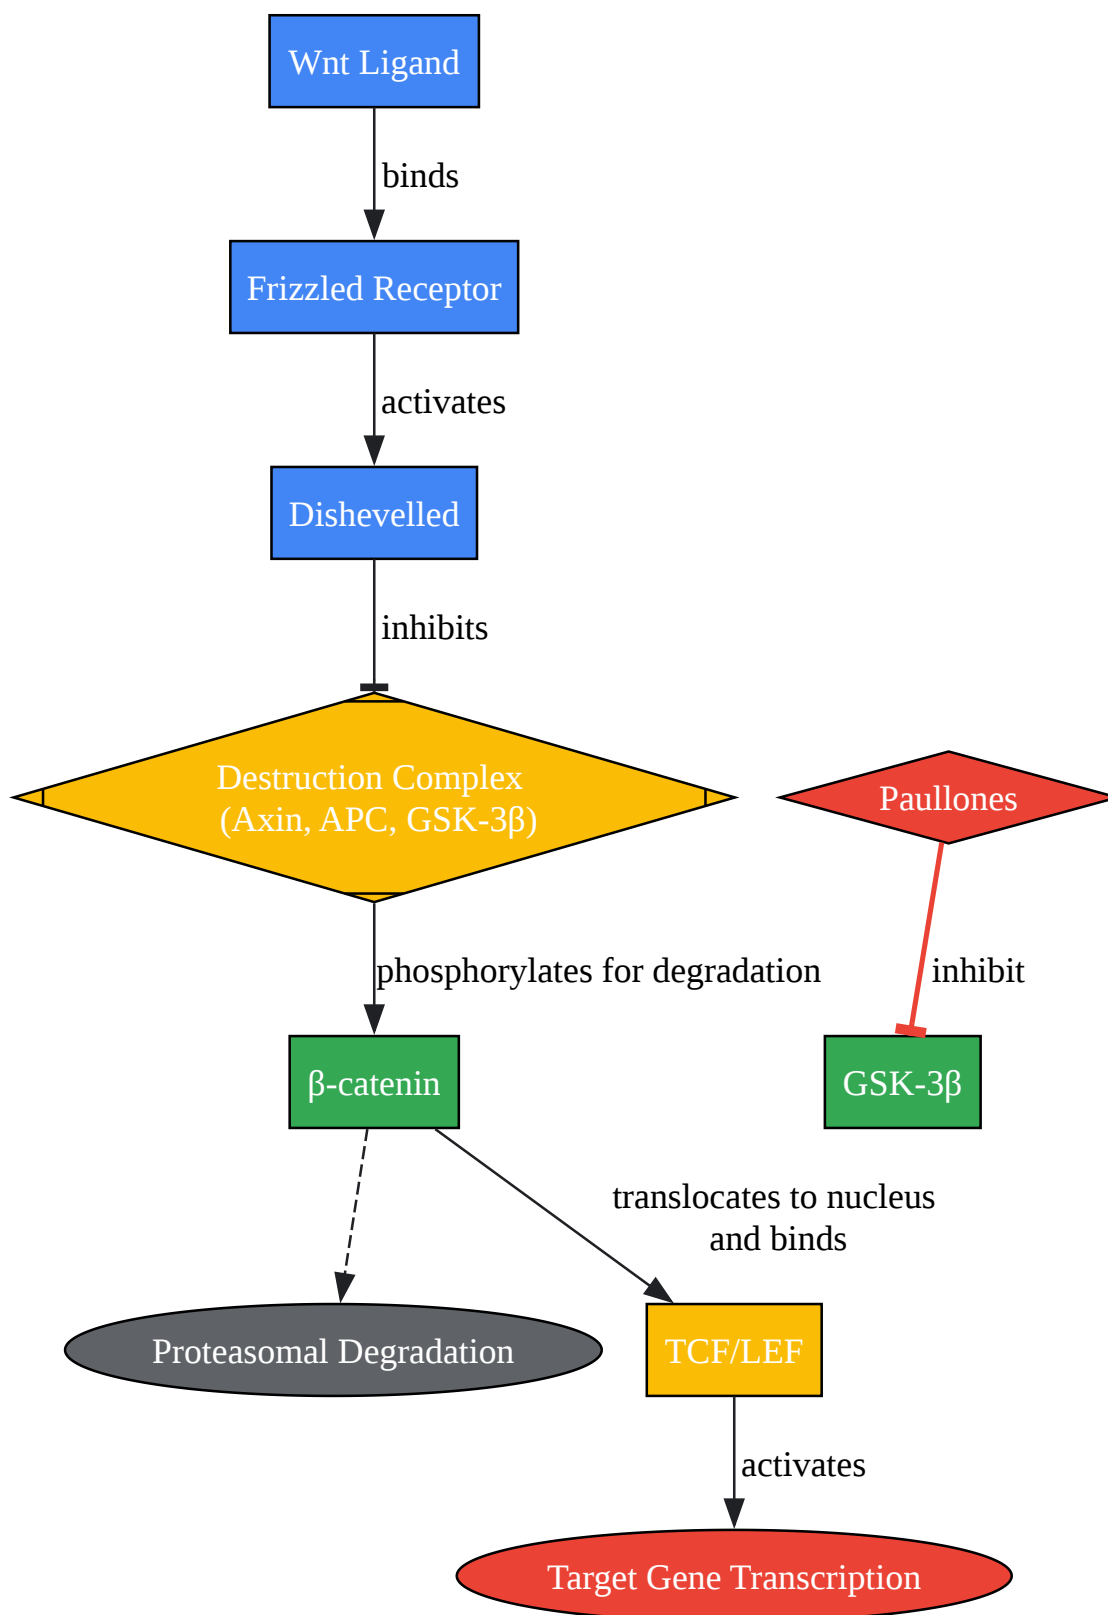 Wnt Ligand
binds
Frizzled Receptor
activates
Dishevelled
inhibits
Destruction Complex
(Axin, APC, GSK-3β)
Paullones
phosphorylates for degradation
inhibit
β-catenin
GSK-3β
translocates to nucleus
and binds
Proteasomal Degradation
TCF/LEF
activates
Target Gene Transcription